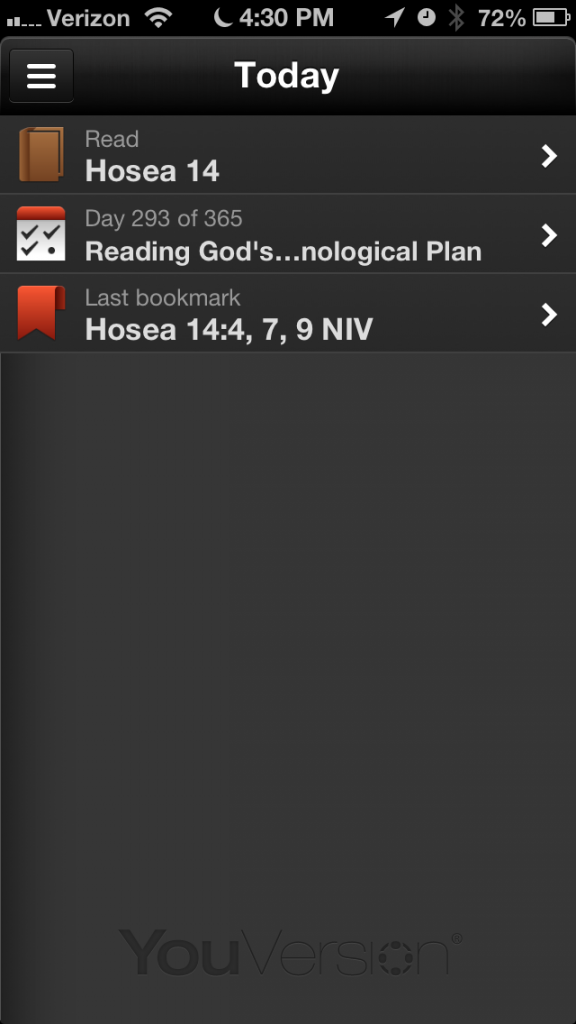 Verizon 4:30 PM 72%
Today
Read
Hosea 14
Day 293 of 365
Reading God's...nological Plan
Last bookmark
Hosea 14:4, 7, 9 NIV
YouVersion®